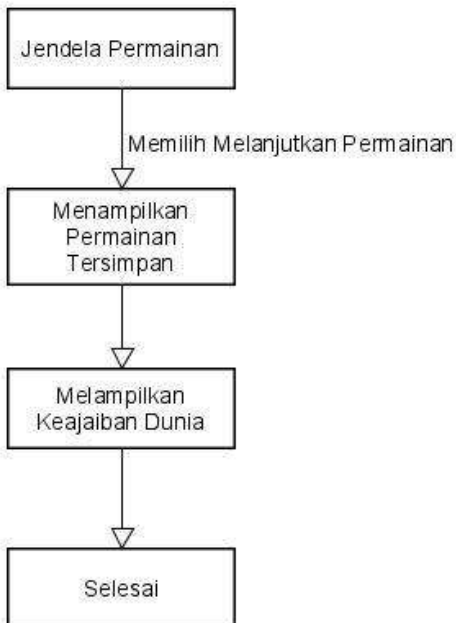 Jendela Permainan
Memilih Melanjutkan Permainan
Menampilkan
Permainan
Tersimpan
Melampilkan
Keajaiban Dunia
Selesai